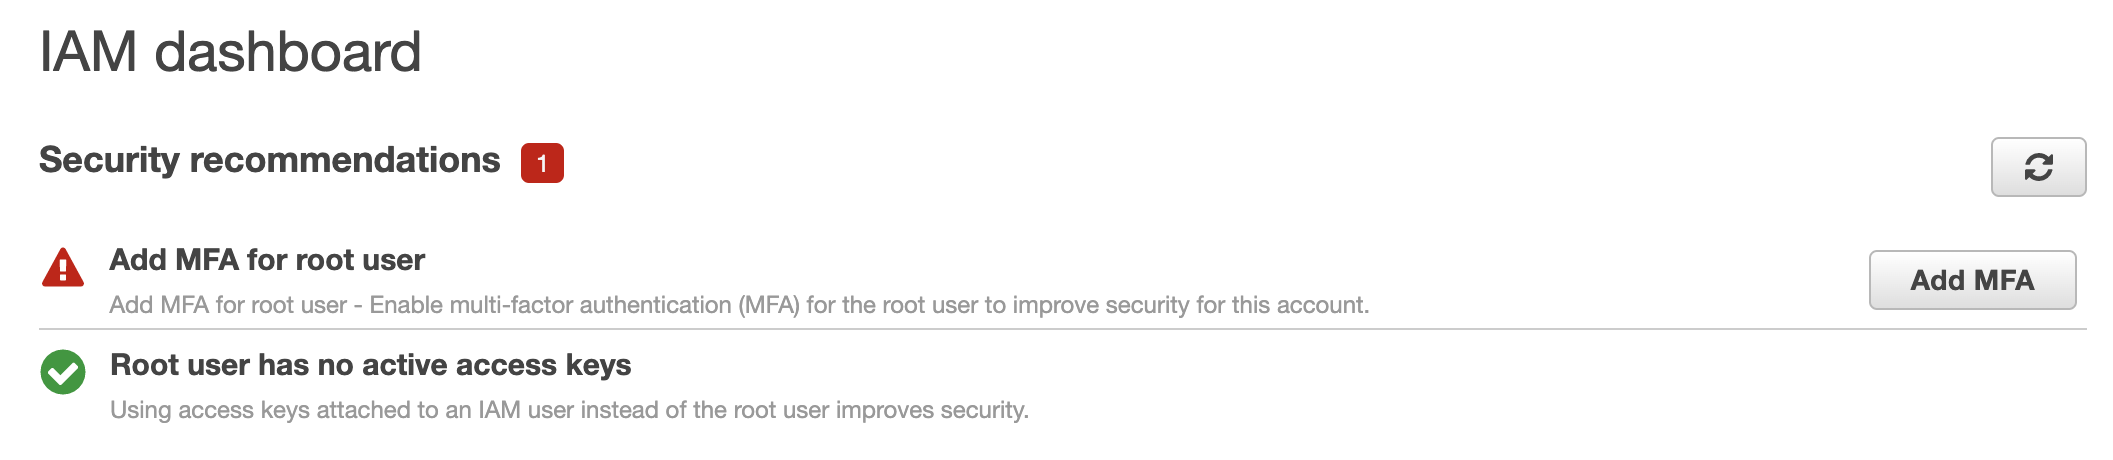 IAM dashboard
Security recommendations 1
Add MFA for root user
Add MFA for root user - Enable multi-factor authentication (MFA) for the root user to improve security for this account.
Add MFA
Root user has no active access keys
Using access keys attached to an IAM user instead of the root user improves security.